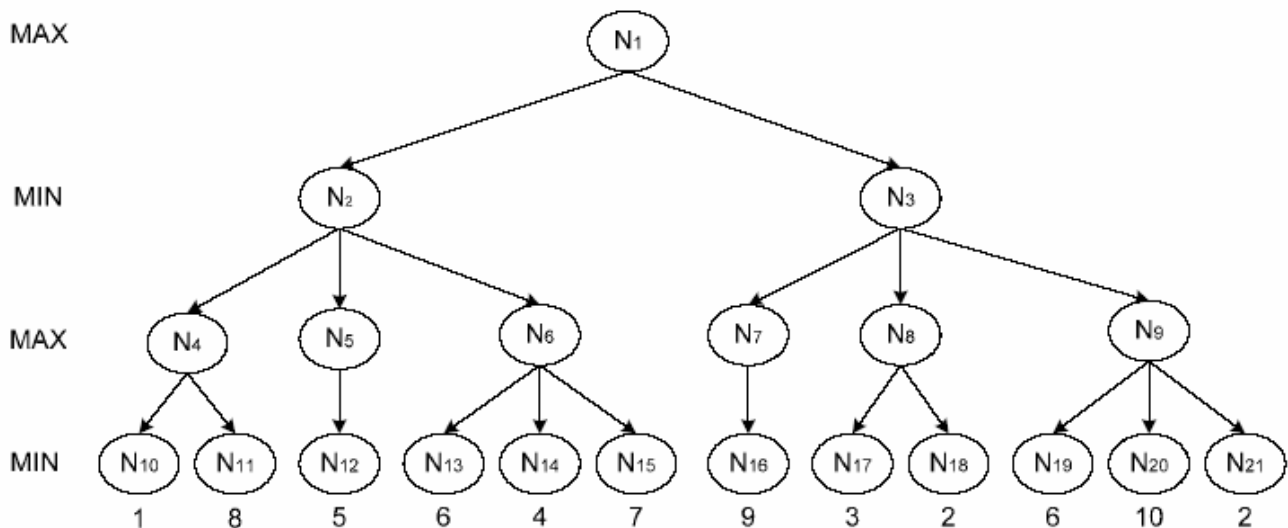 MAX N1
MIN N2 N3
MAX N4 N5 N6 N7 N8 N9
MIN N10 N11 N12 N13 N14 N15 N16 N17 N18 N19 N20 N21
1 8 5 6 4 7 9 3 2 6 10 2